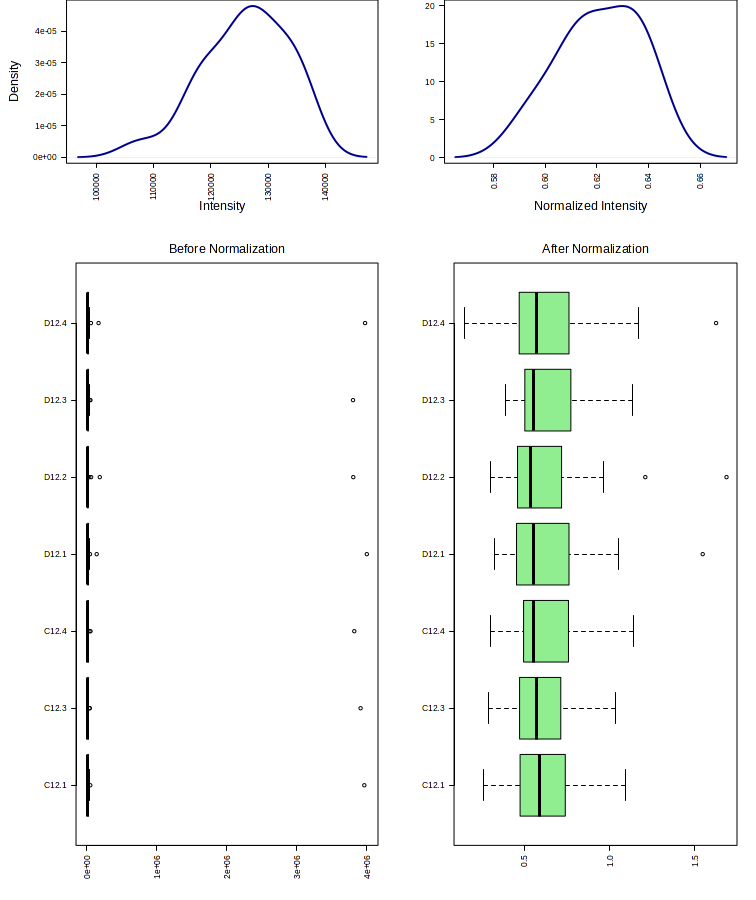 4e-05
3e-05
2e-05
1e-05
0e+00
Density
100000
110000
120000
130000
140000
Intensity
20
15
10
5
0
0.58
0.60
0.62
0.64
0.66
Normalized Intensity
Before Normalization
D12.4
D12.3
D12.2
D12.1
C12.4
C12.3
C12.1
0e+00
1e+06
2e+06
3e+06
4e+06
After Normalization
D12.4
D12.3
D12.2
D12.1
C12.4
C12.3
C12.1
0.5
1.0
1.5